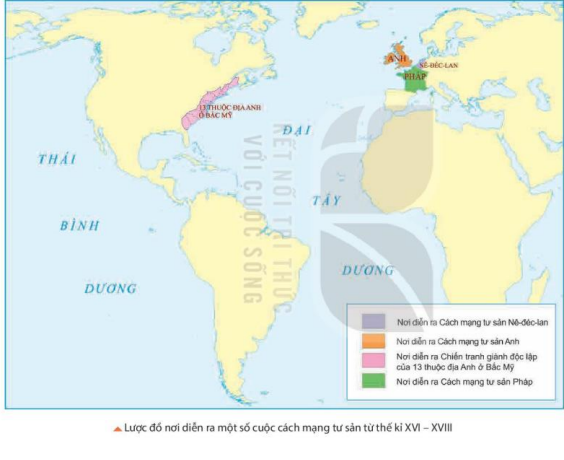 ANH
NÊ-ĐÉC-LAN
PHÁP
13 THUỘC ĐỊA ANH
Ở BẮC MỸ
ĐẠI
THÁI
TÂY
BÌNH
DƯƠNG
DƯƠNG
KẾT NỐI TRI THỨC
VỚI CUỘC SỐNG
Nơi diễn ra Cách mạng tư sản Nê-đéc-lan
Nơi diễn ra Cách mạng tư sản Anh
Nơi diễn ra Chiến tranh giành độc lập
của 13 thuộc địa Anh ở Bắc Mỹ
Nơi diễn ra Cách mạng tư sản Pháp
Lược đồ nơi diễn ra một số cuộc cách mạng tư sản từ thế kỉ XVI – XVIII